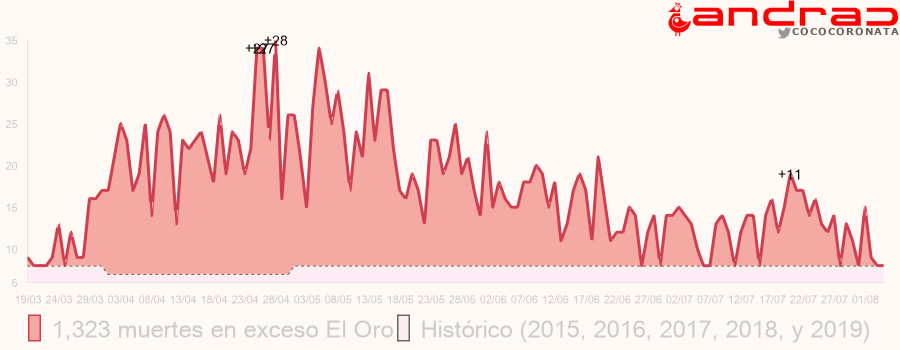 andrab
COCOCORONATA
+27
+28
+11
35
30
25
20
15
10
6
19/03 24/03 29/03 03/04 08/04 13/04 18/04 23/04 28/04 03/05 08/05 13/05 18/05 23/05 28/05 02/06 07/06 12/06 17/06 22/06 27/06 02/07 07/07 12/07 17/07 22/07 27/07 01/08
1,323 muertes en exceso El Oro Histórico (2015, 2016, 2017, 2018, y 2019)